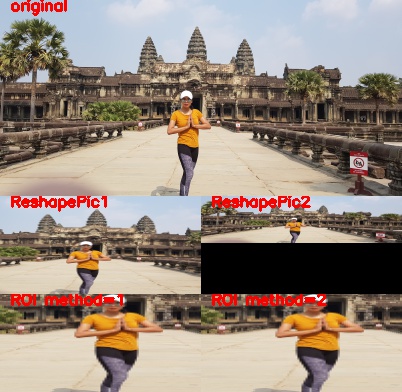 original
ReshapePic1
ReshapePic2
ROI method=1
ROI method=2